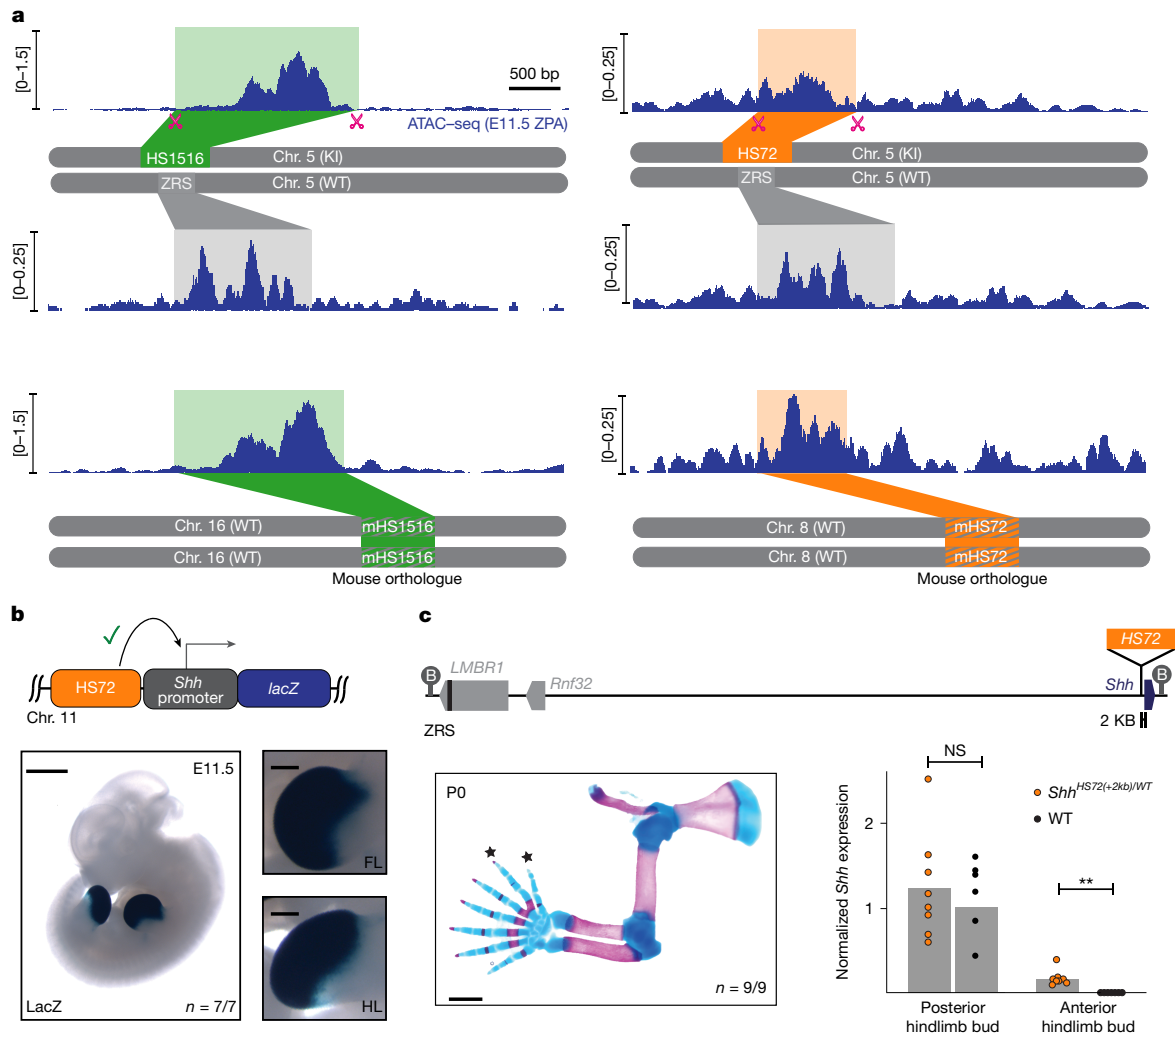 a
[0–1.5]
500 bp
ATAC–seq (E11.5 ZPA)
HS1516
Chr. 5 (KI)
ZRS
Chr. 5 (WT)
[0–0.25]
[0–0.25]
HS72
Chr. 5 (KI)
ZRS
Chr. 5 (WT)
[0–0.25]
[0–1.5]
Chr. 16 (WT)
mHS1516
Chr. 16 (WT)
mHS1516
Mouse orthologue
[0–0.25]
Chr. 8 (WT)
mHS72
Chr. 8 (WT)
mHS72
Mouse orthologue
b
HS72
Shh
promoter
lacZ
Chr. 11
E11.5
LacZ
n = 7/7
FL
HL
c
HS72
B
LMBR1
Rnf32
Shh
B
ZRS
2 KB
P0
n = 9/9
Normalized Shh expression
2
1
NS
**
Shh^HS72(+2kb)/WT
WT
Posterior
hindlimb bud
Anterior
hindlimb bud